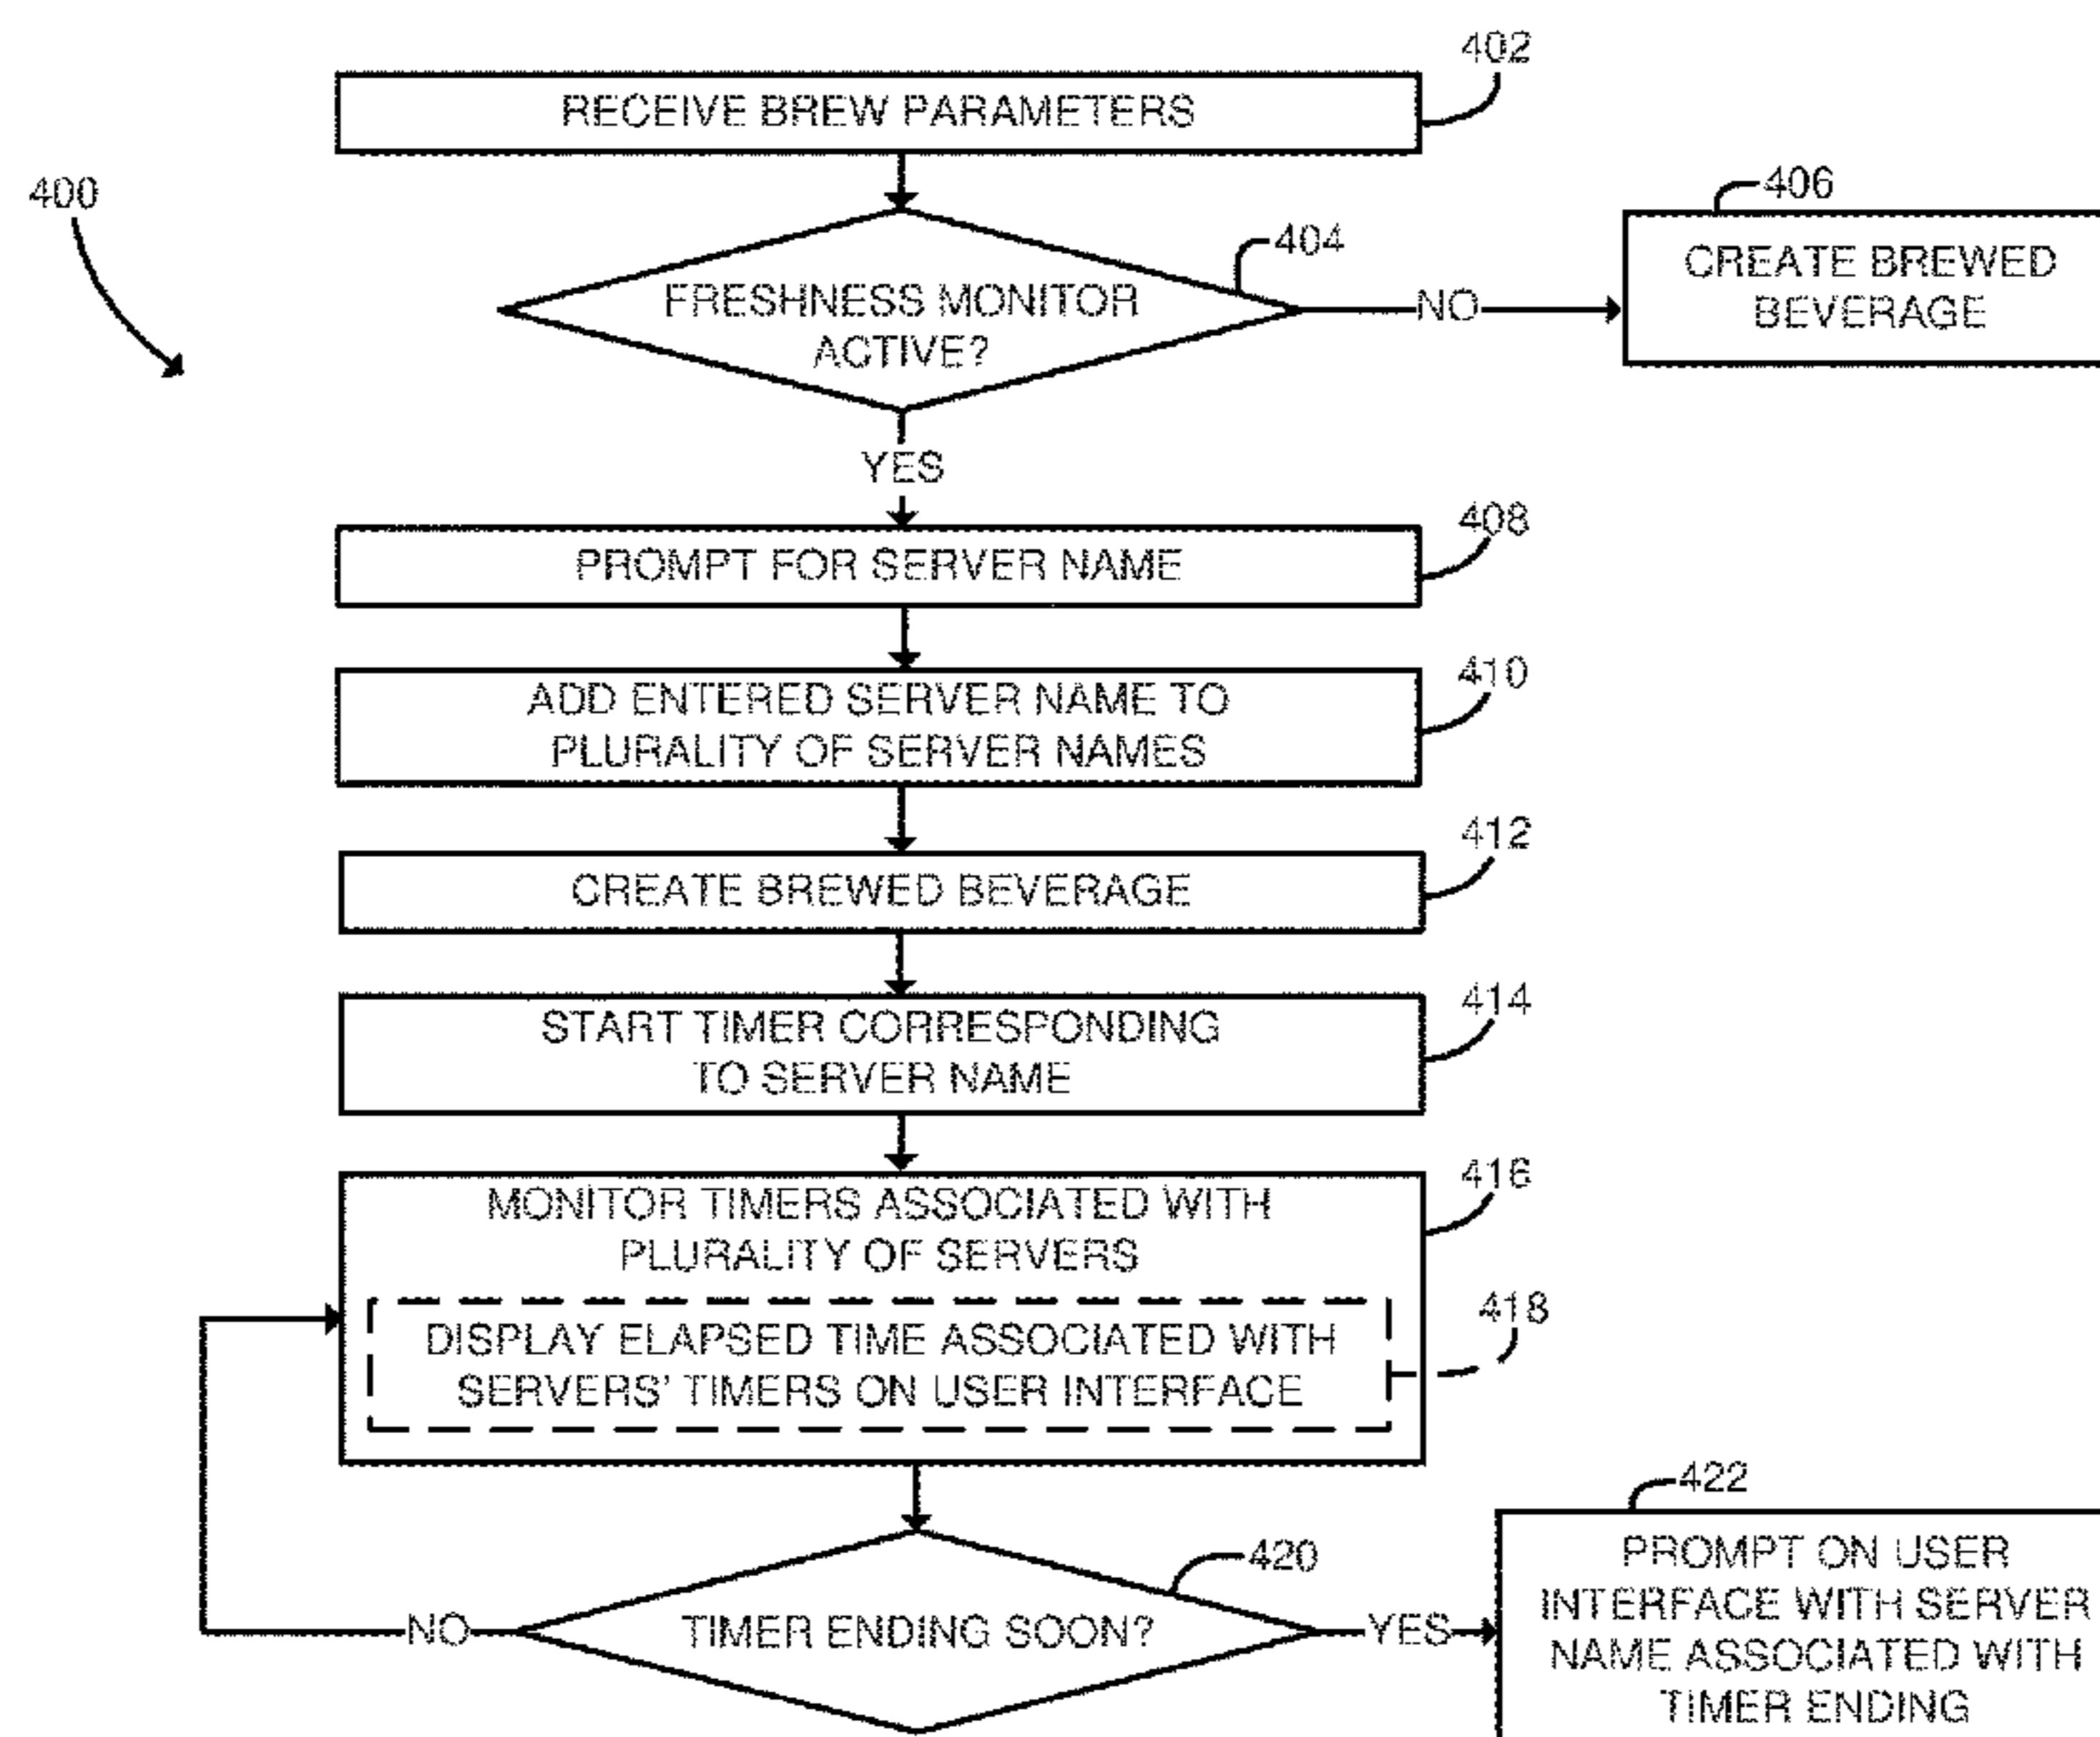 402
RECEIVE BREW PARAMETERS
400
406
404
CREATE BREWED
BEVERAGE
FRESHNESS MONITOR
ACTIVE?
NO
YES
408
PROMPT FOR SERVER NAME
410
ADD ENTERED SERVER NAME TO
PLURALITY OF SERVER NAMES
412
CREATE BREWED BEVERAGE
414
START TIMER CORRESPONDING
TO SERVER NAME
416
MONITOR TIMERS ASSOCIATED WITH
PLURALITY OF SERVERS
418
DISPLAY ELAPSED TIME ASSOCIATED WITH
SERVERS' TIMERS ON USER INTERFACE
422
420
TIMER ENDING SOON?
NO
YES
PROMPT ON USER
INTERFACE WITH SERVER
NAME ASSOCIATED WITH
TIMER ENDING